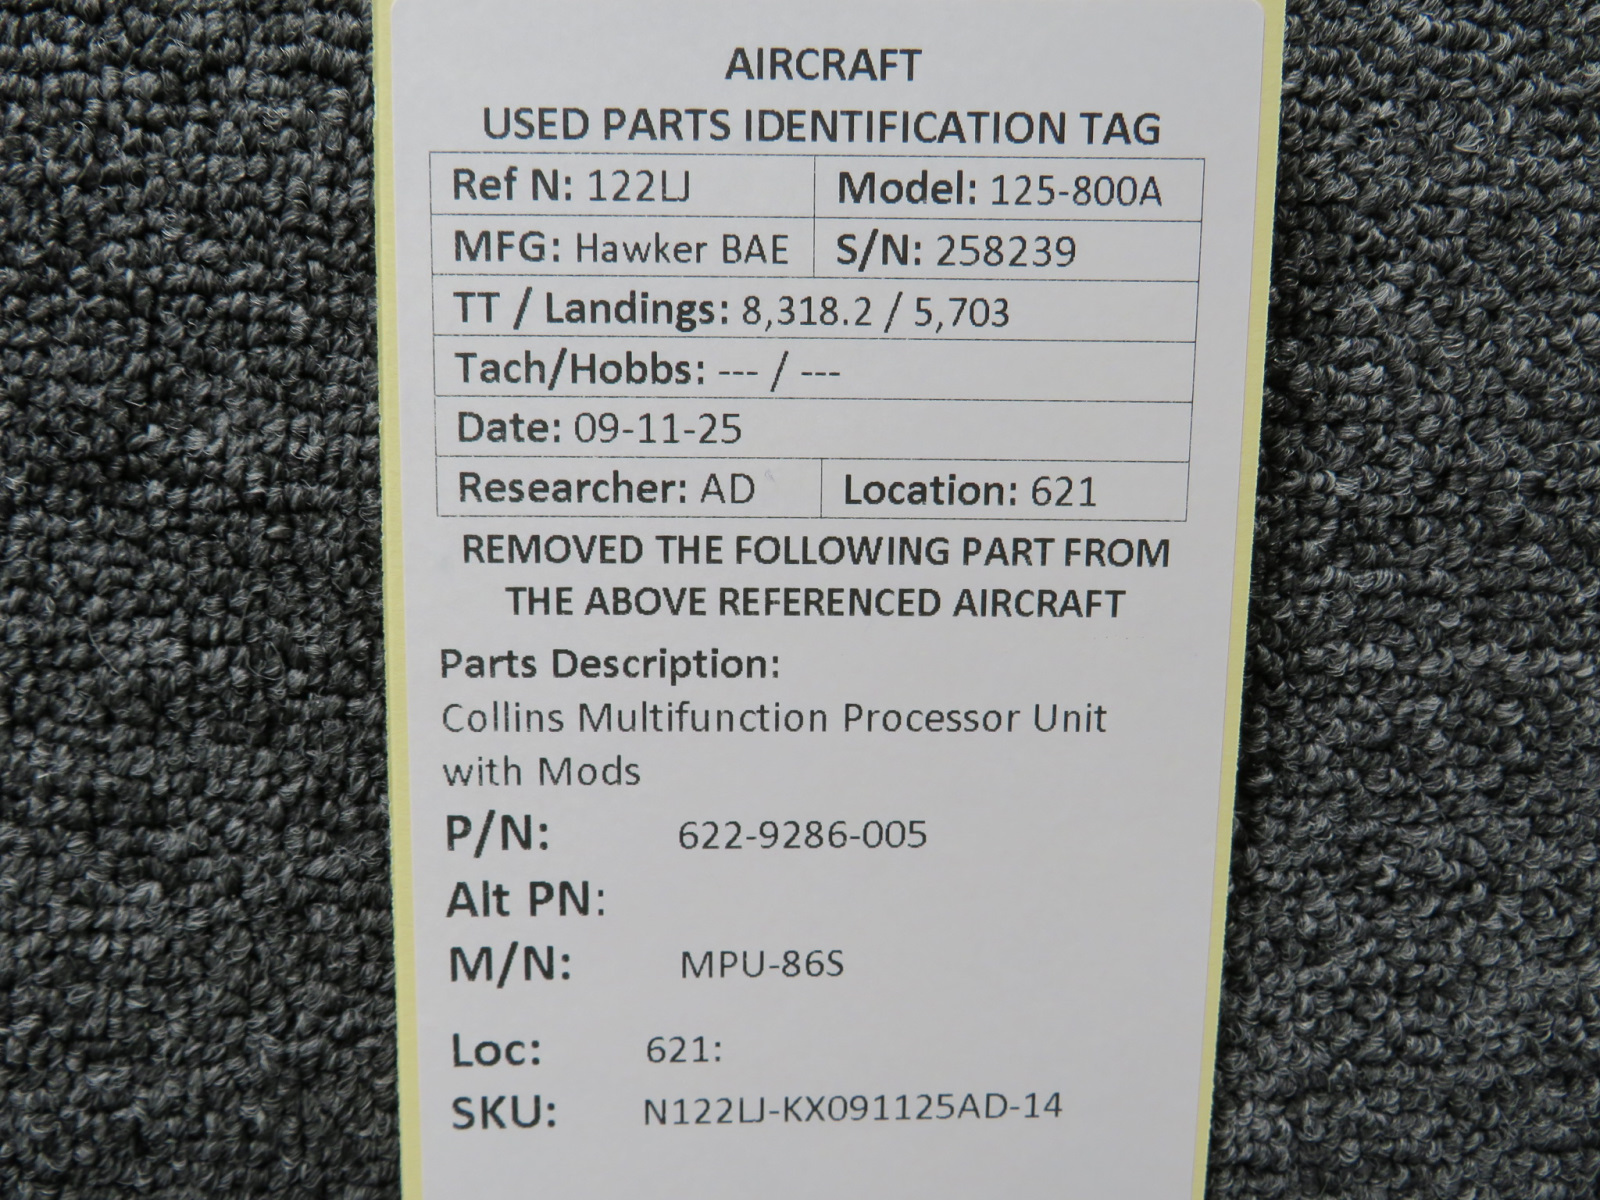 AIRCRAFT
USED PARTS IDENTIFICATION TAG
Ref N: 122LJ Model: 125-800A
MFG: Hawker BAE S/N: 258239
TT / Landings: 8,318.2 / 5,703
Tach/Hobbs: --- / ---
Date: 09-11-25
Researcher: AD Location: 621
REMOVED THE FOLLOWING PART FROM
THE ABOVE REFERENCED AIRCRAFT
Parts Description:
Collins Multifunction Processor Unit
with Mods
P/N: 622-9286-005
Alt PN:
M/N: MPU-86S
Loc: 621:
SKU: N122LJ-KX091125AD-14